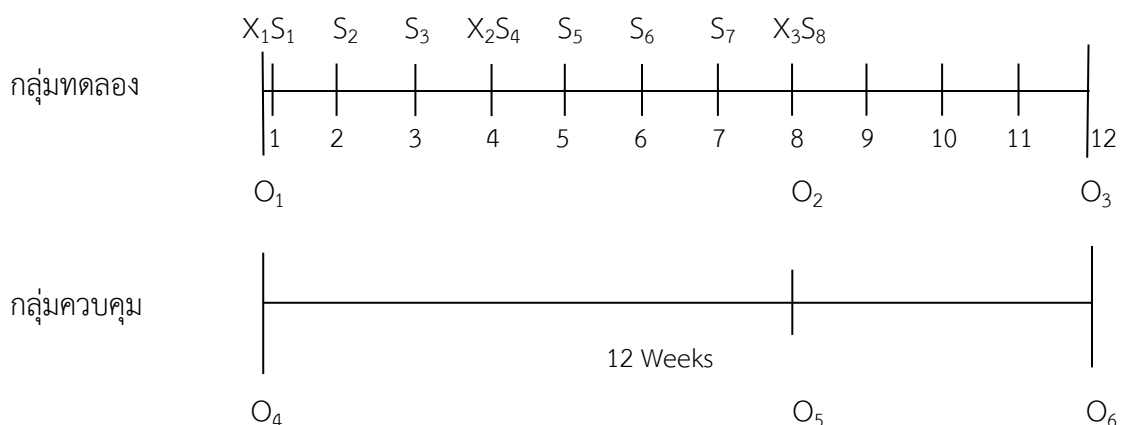 X₁S₁ S₂ S₃ X₂S₄ S₅ S₆ S₇ X₃S₈
กลุ่มทดลอง
1 2 3 4 5 6 7 8 9 10 11 12
O₁ O₂ O₃
กลุ่มควบคุม
12 Weeks
O₄ O₅ O₆